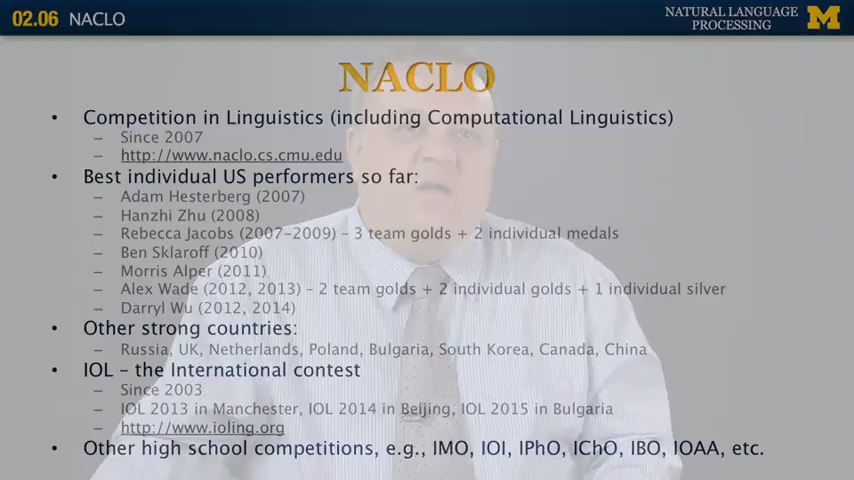 02.06 NACLO
NATURAL LANGUAGE
PROCESSING
M
NACLO
• Competition in Linguistics (including Computational Linguistics)
– Since 2007
– http://www.naclo.cs.cmu.edu
• Best individual US performers so far:
– Adam Hesterberg (2007)
– Hanzhi Zhu (2008)
– Rebecca Jacobs (2007-2009) – 3 team golds + 2 individual medals
– Ben Sklaroff (2010)
– Morris Alper (2011)
– Alex Wade (2012, 2013) – 2 team golds + 2 individual golds + 1 individual silver
– Darryl Wu (2012, 2014)
• Other strong countries:
– Russia, UK, Netherlands, Poland, Bulgaria, South Korea, Canada, China
• IOL – the International contest
– Since 2003
– IOL 2013 in Manchester, IOL 2014 in Beijing, IOL 2015 in Bulgaria
– http://www.ioling.org
• Other high school competitions, e.g., IMO, IOI, IPhO, IChO, IBO, IOAA, etc.